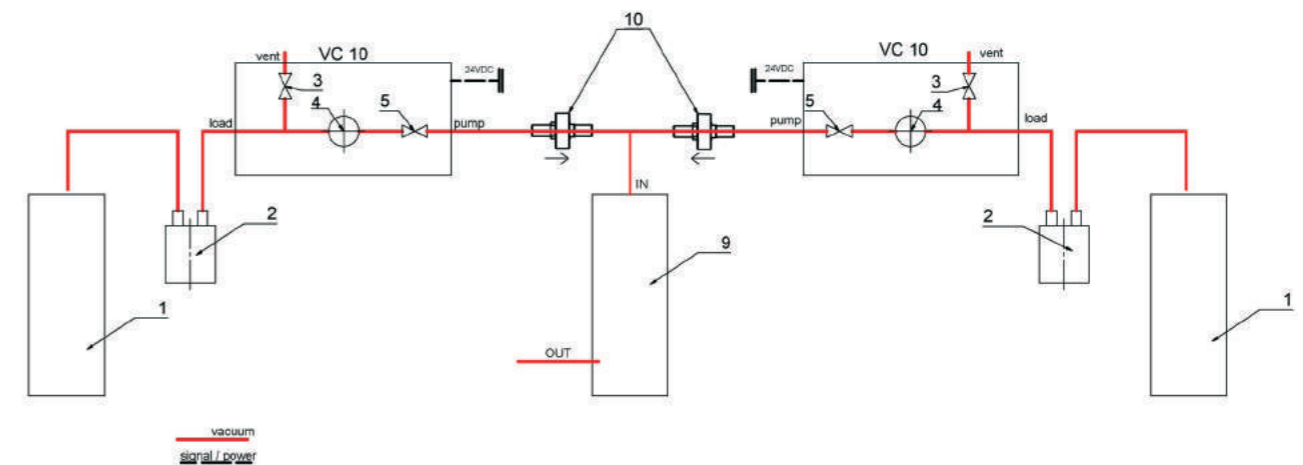 10
VC 10
VC 10
vent
vent
24VDC
24VDC
3
3
4
5
5
4
load
pump
pump
load
IN
2
2
9
1
1
OUT
vacuum
signal / power